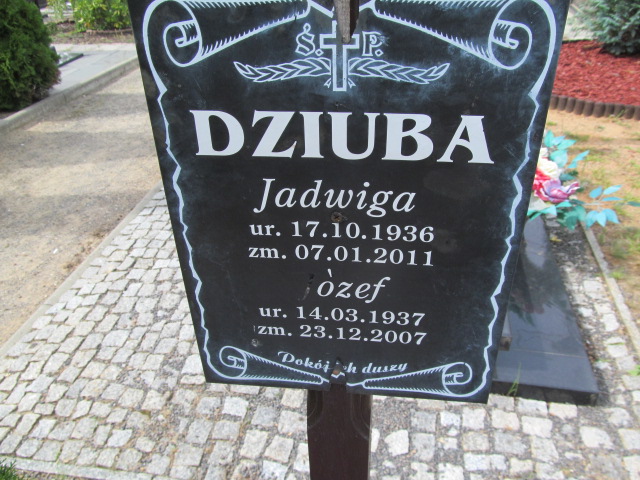 Ś. P.
DZIUBA
Jadwiga
ur. 17.10.1936
zm. 07.01.2011
ózef
ur. 14.03.1937
zm. 23.12.2007
Pokój ich duszy